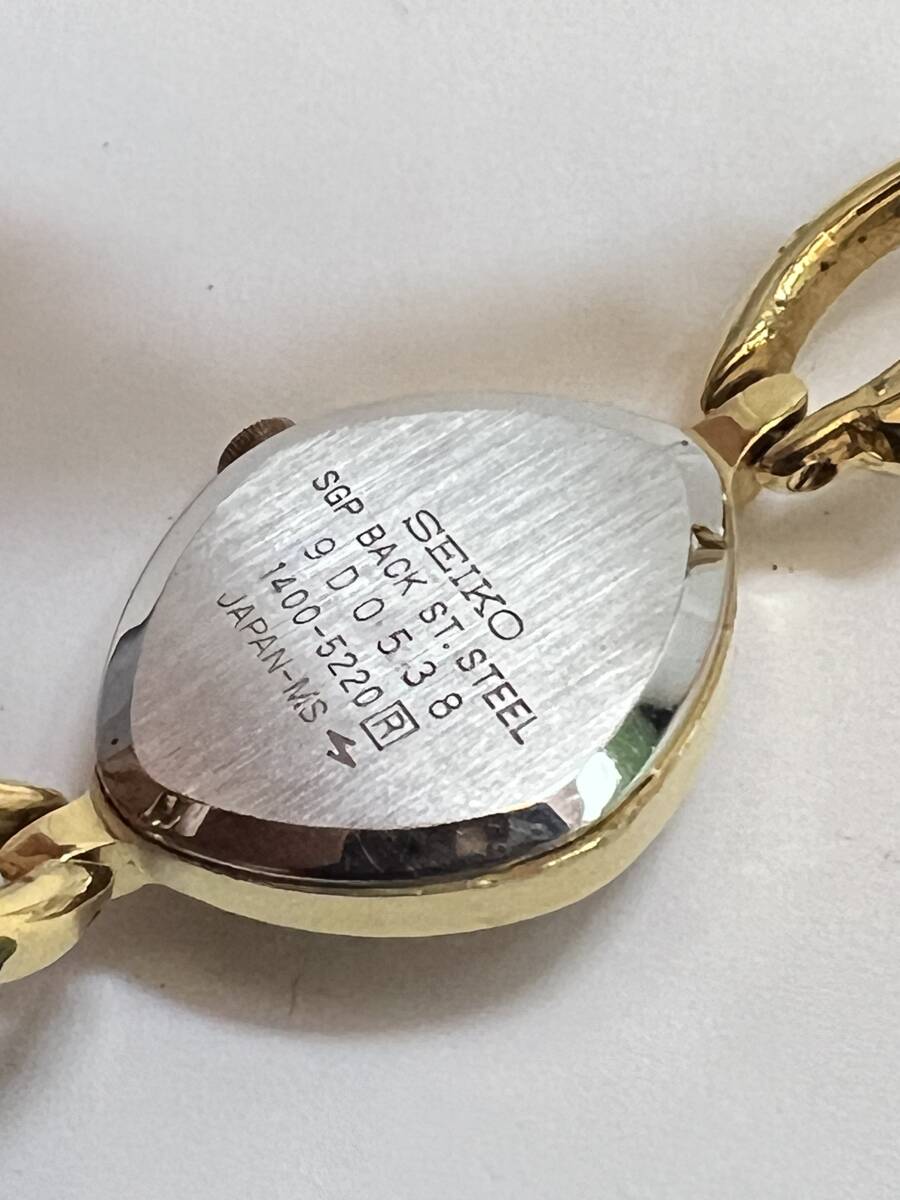 SEIKO
SGP BACK ST. STEEL
9D0538
1400-5220 R
JAPAN-MS